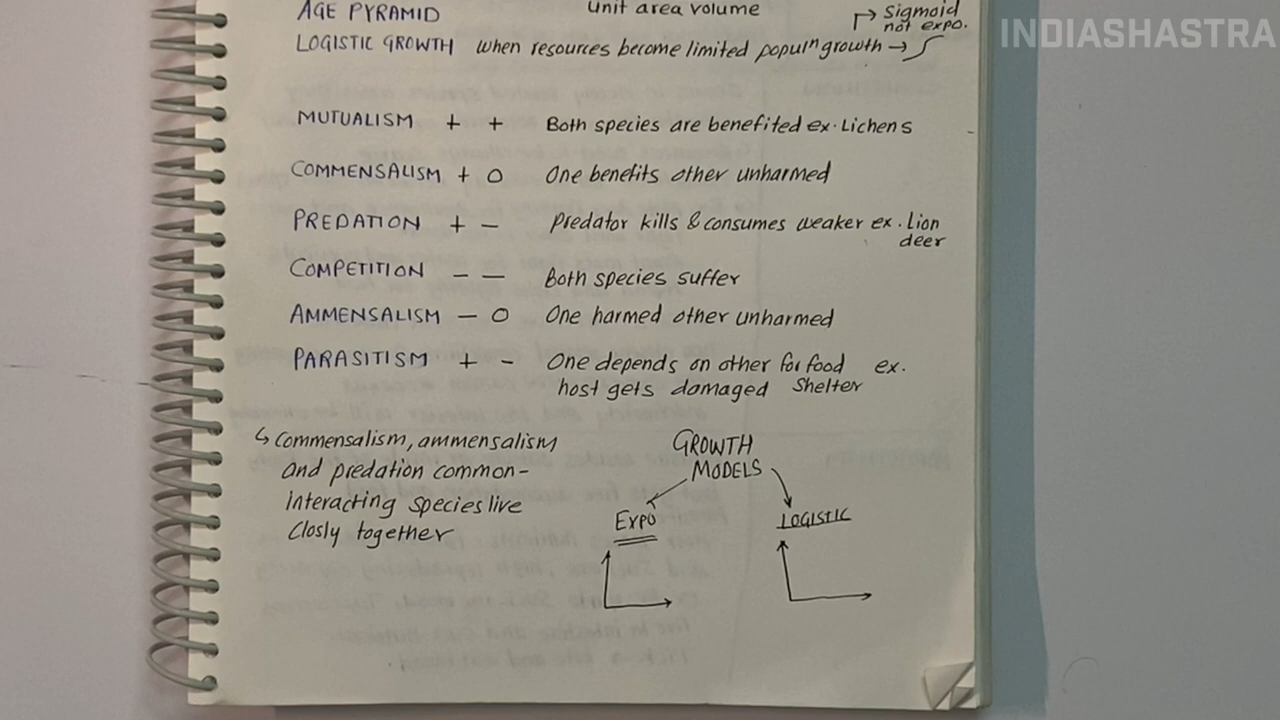 AGE PYRAMID unit area volume
↱ Sigmoid
not expo.
INDIASHASTRA
LOGISTIC GROWTH when resources become limited populn growth → ∫
MUTUALISM + + Both species are benefited ex. Lichens
COMMENSALISM + 0 One benefits other unharmed
PREDATION + - Predator kills & consumes weaker ex. Lion
deer
COMPETITION - - Both species suffer
AMMENSALISM - 0 One harmed other unharmed
PARASITISM + - One depends on other for food ex.
host gets damaged Shelter
↳ Commensalism, ammensalism
and predation common-
interacting species live
Closly together
GROWTH
MODELS
Expo
LOGISTIC